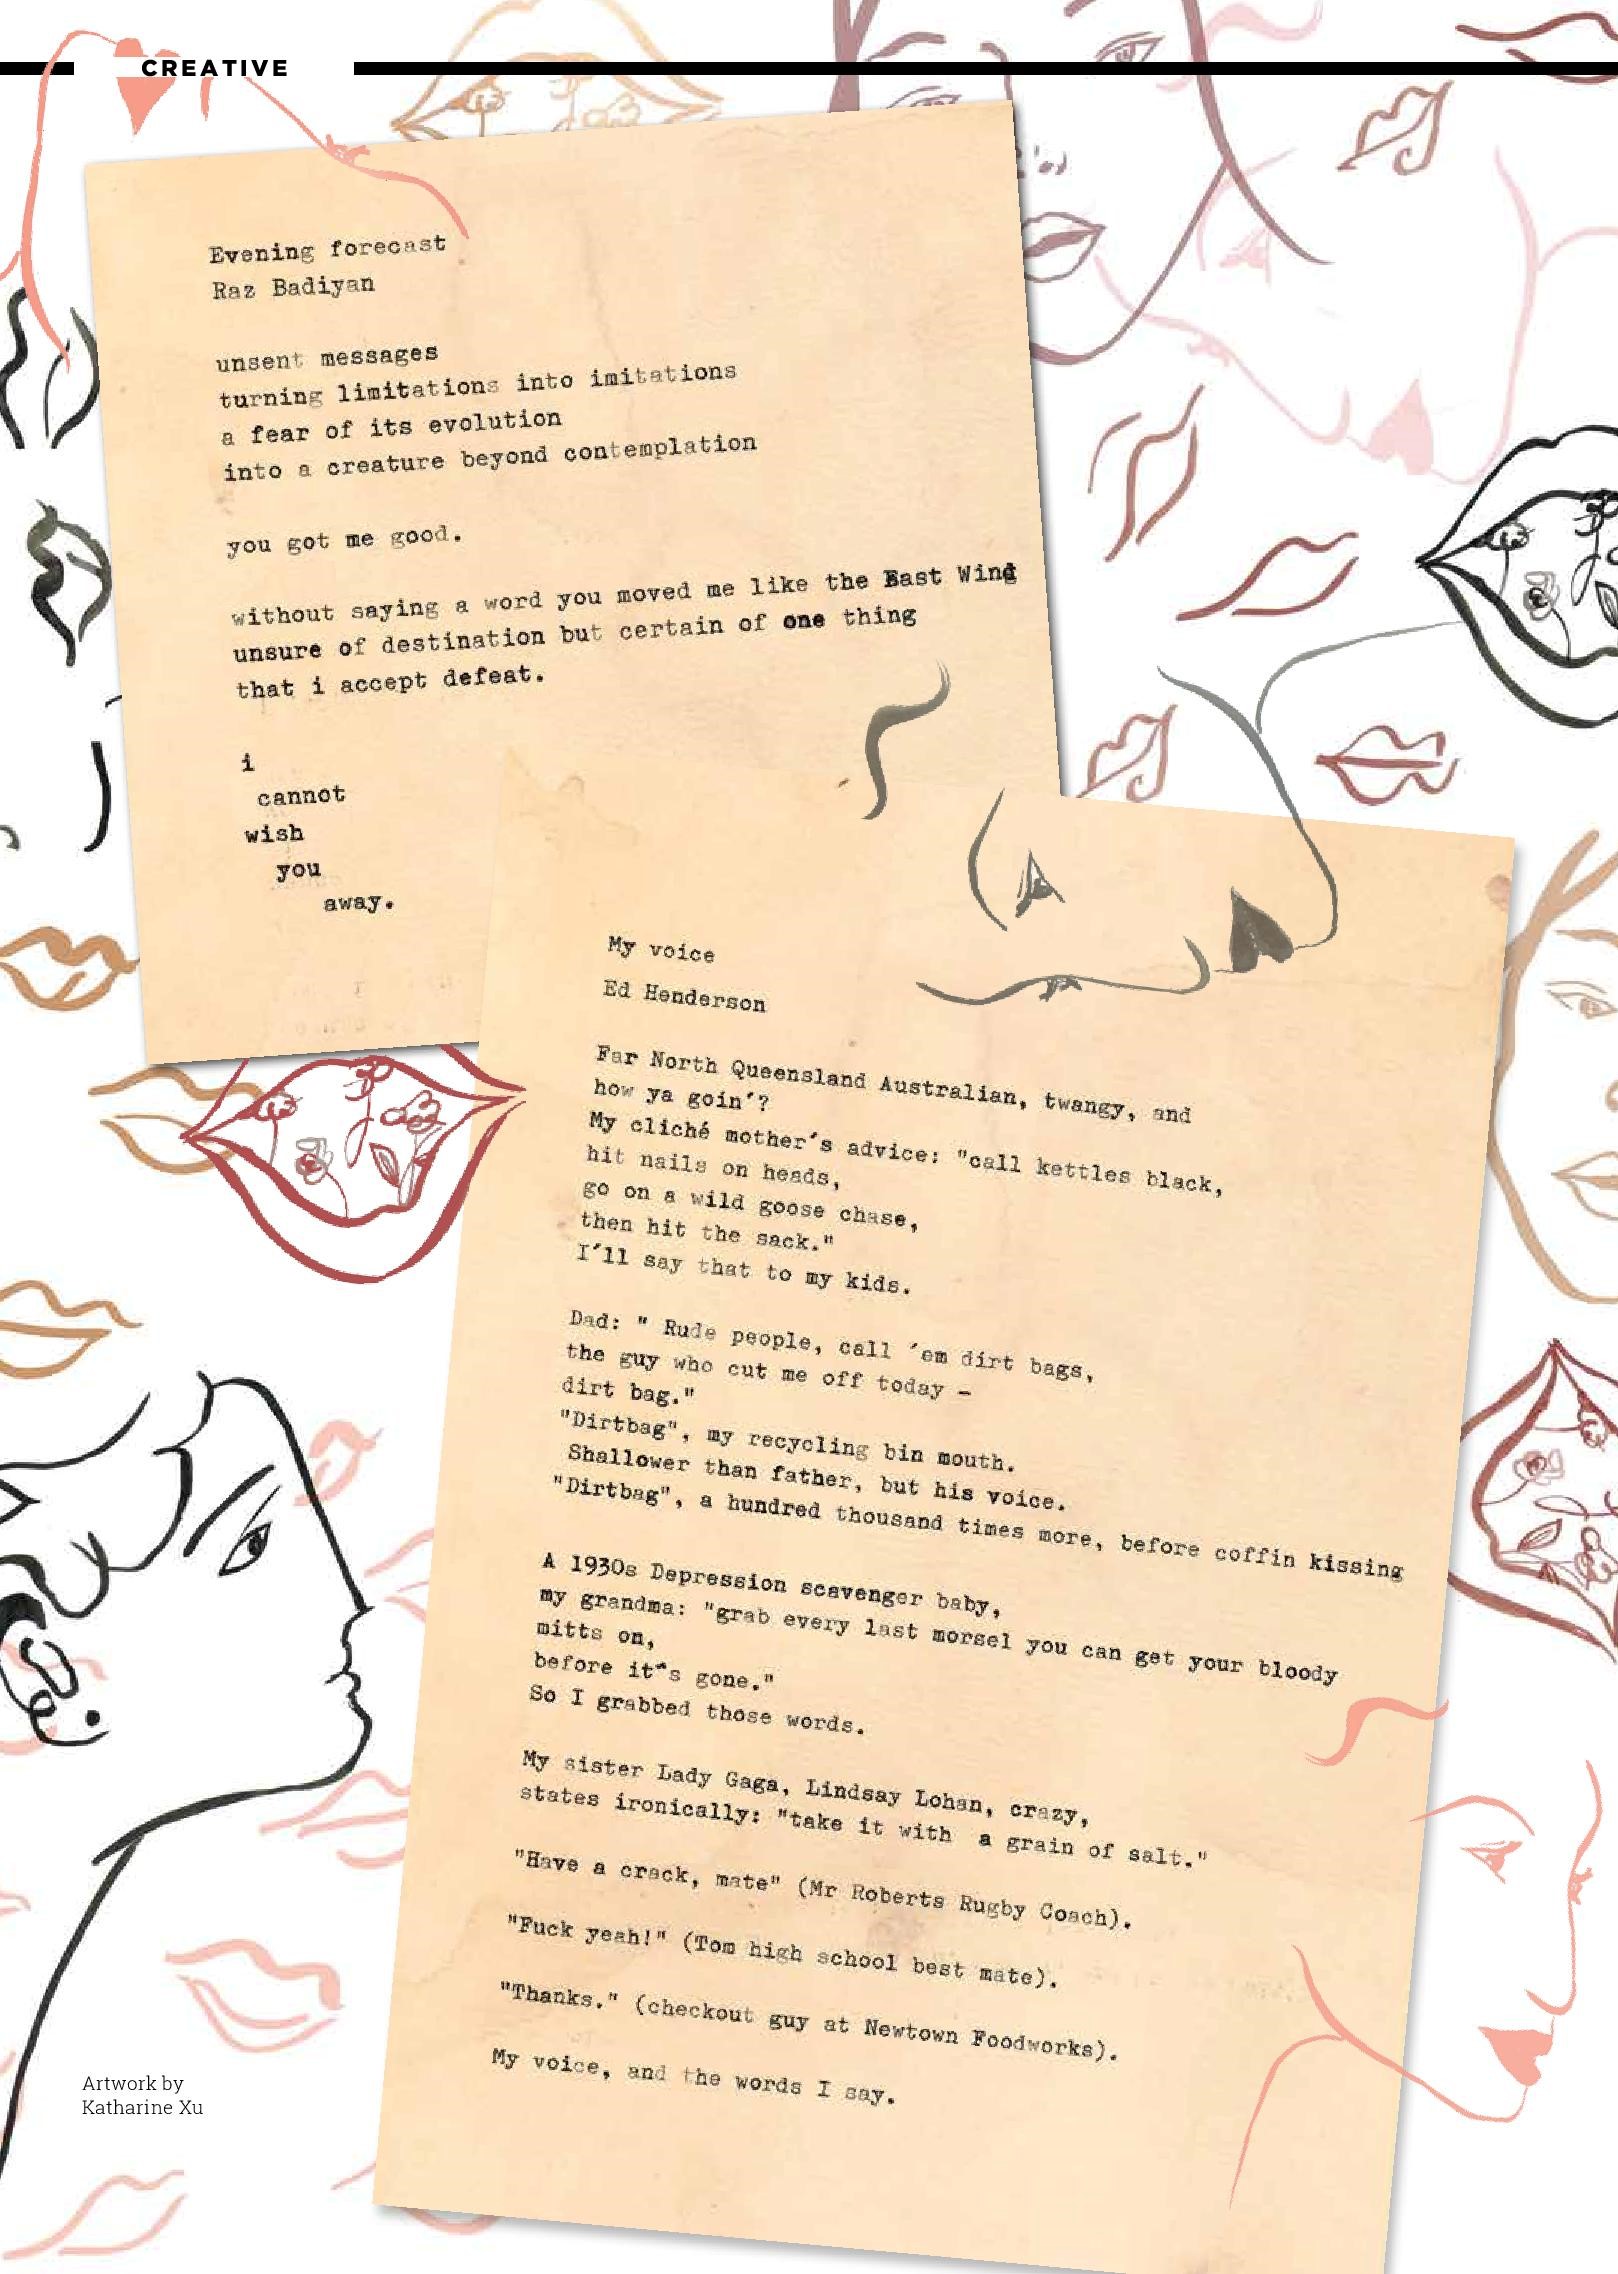 CREATIVE
Evening forecast
Raz Badiyan
unsent messages
turning limitations into imitations
a fear of its evolution
into a creature beyond contemplation
you got me good.
without saying a word you moved me like the East Wind
unsure of destination but certain of one thing
that i accept defeat.
i
cannot
wish
you
away.
My voice
Ed Henderson
Far North Queensland Australian, twangy, and
how ya goin'?
My cliché mother's advice: "call kettles black,
hit nails on heads,
go on a wild goose chase,
then hit the sack."
I'll say that to my kids.
Dad: " Rude people, call 'em dirt bags,
the guy who cut me off today –
dirt bag."
"Dirtbag", my recycling bin mouth.
Shallower than father, but his voice.
"Dirtbag", a hundred thousand times more, before coffin kissing
A 1930s Depression scavenger baby,
my grandma: "grab every last morsel you can get your bloody
mitts on,
before it"s gone."
So I grabbed those words.
My sister Lady Gaga, Lindsay Lohan, crazy,
states ironically: "take it with a grain of salt."
"Have a crack, mate" (Mr Roberts Rugby Coach).
"Fuck yeah!" (Tom high school best mate).
"Thanks." (checkout guy at Newtown Foodworks).
My voice, and the words I say.
Artwork by
Katharine Xu